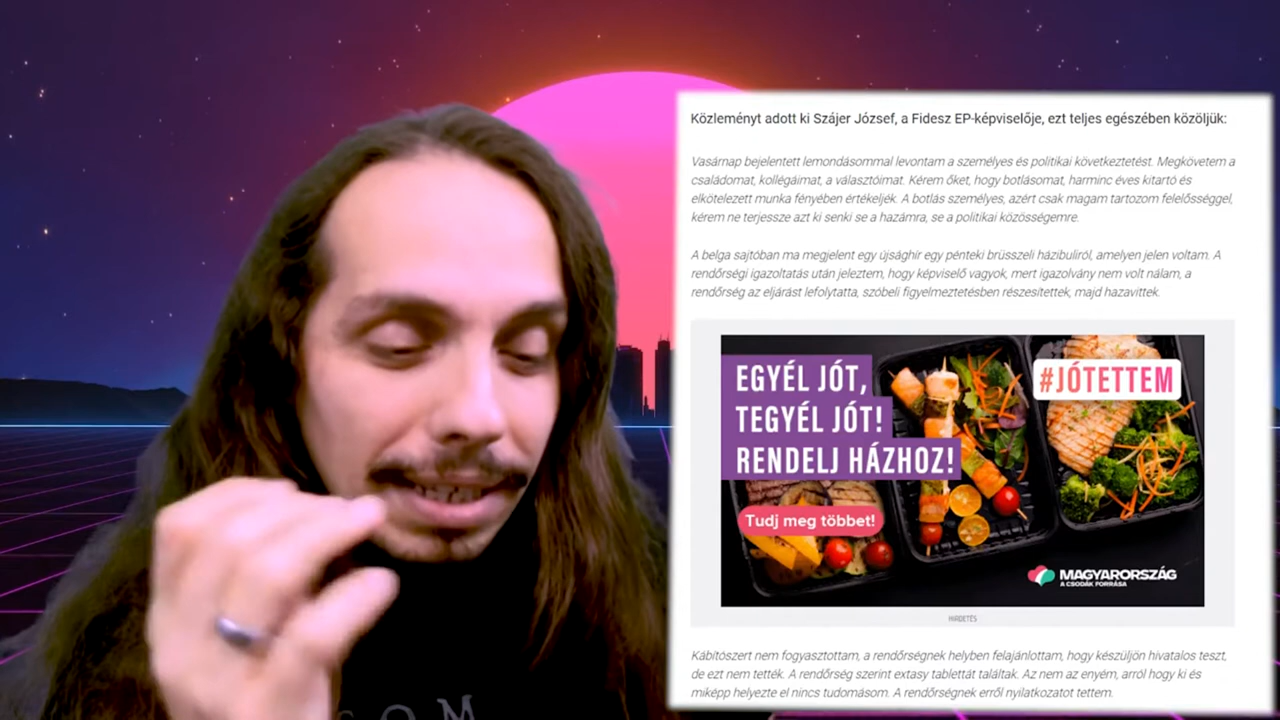 Közleményt adott ki Szájer József, a Fidesz EP-képviselője, ezt teljes egészében közöljük:
Vasárnap bejelentett lemondásommal levontam a személyes és politikai következtetést. Megkövetem a
családomat, kollégáimat, a választóimat. Kérem őket, hogy botlásomat, harminc éves kitartó és
elkötelezett munka fényében értékeljék. A botlás személyes, azért csak magam tartozom felelősséggel,
kérem ne terjessze azt ki senki se a hazámra, se a politikai közösségemre.
A belga sajtóban ma megjelent egy újsághír egy pénteki brüsszeli házibuliról, amelyen jelen voltam. A
rendőrségi igazoltatás után jeleztem, hogy képviselő vagyok, mert igazolvány nem volt nálam, a
rendőrség az eljárást lefolytatta, szóbeli figyelmeztetésben részesítettek, majd hazavittek.
EGYÉL JÓT,
TEGYÉL JÓT!
RENDELJ HÁZHOZ!
#JÓTETTEM
Tudj meg többet!
MAGYARORSZÁG
A CSODÁK FORRÁSA
HIRDETÉS
Kábítószert nem fogyasztottam, a rendőrségnek helyben felajánlottam, hogy készüljön hivatalos teszt,
de ezt nem tették. A rendőrség szerint extasy tablettát találtak. Az nem az enyém, arról hogy ki és
miképp helyezte el nincs tudomásom. A rendőrségnek erről nyilatkozatot tettem.